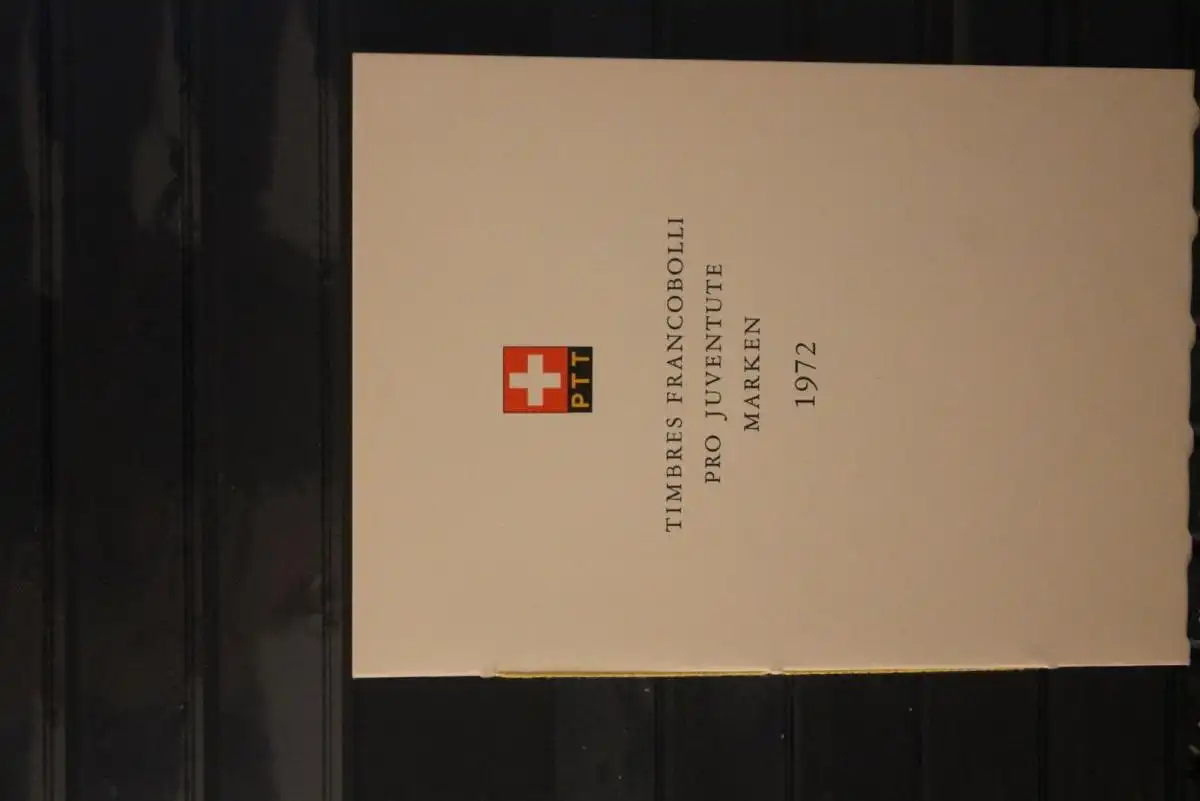 PTT
TIMBRES FRANCOBOLLI
PRO JUVENTUTE
MARKEN
1972